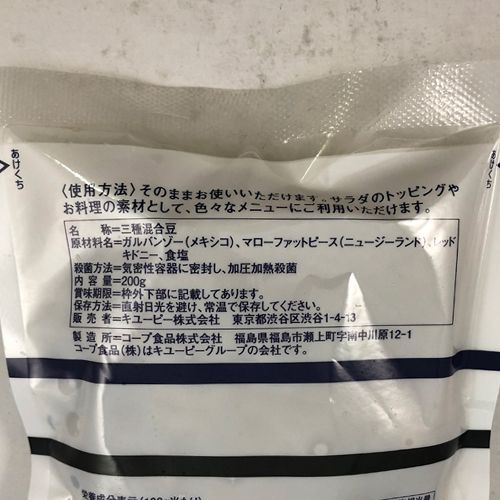 あけくち
あけくち
〈使用方法〉そのままお使いいただけます。サラダのトッピングや
お料理の素材として、色々なメニューにご利用いただけます。
名　　称=三種混合豆
原材料名=ガルバンゾー(メキシコ)、マローファットピース(ニュージーランド)、レッド
キドニー、食塩
殺菌方法=気密性容器に密封し、加圧加熱殺菌
内 容 量=200g
賞味期限=枠外下部に記載してあります。
保存方法=直射日光を避け、常温で保存してください。
販 売 者=キユーピー株式会社　東京都渋谷区渋谷1-4-13
製 造 所=コープ食品株式会社　福島県福島市瀬上町字南中川原12-1
コープ食品(株)はキユーピーグループの会社です。